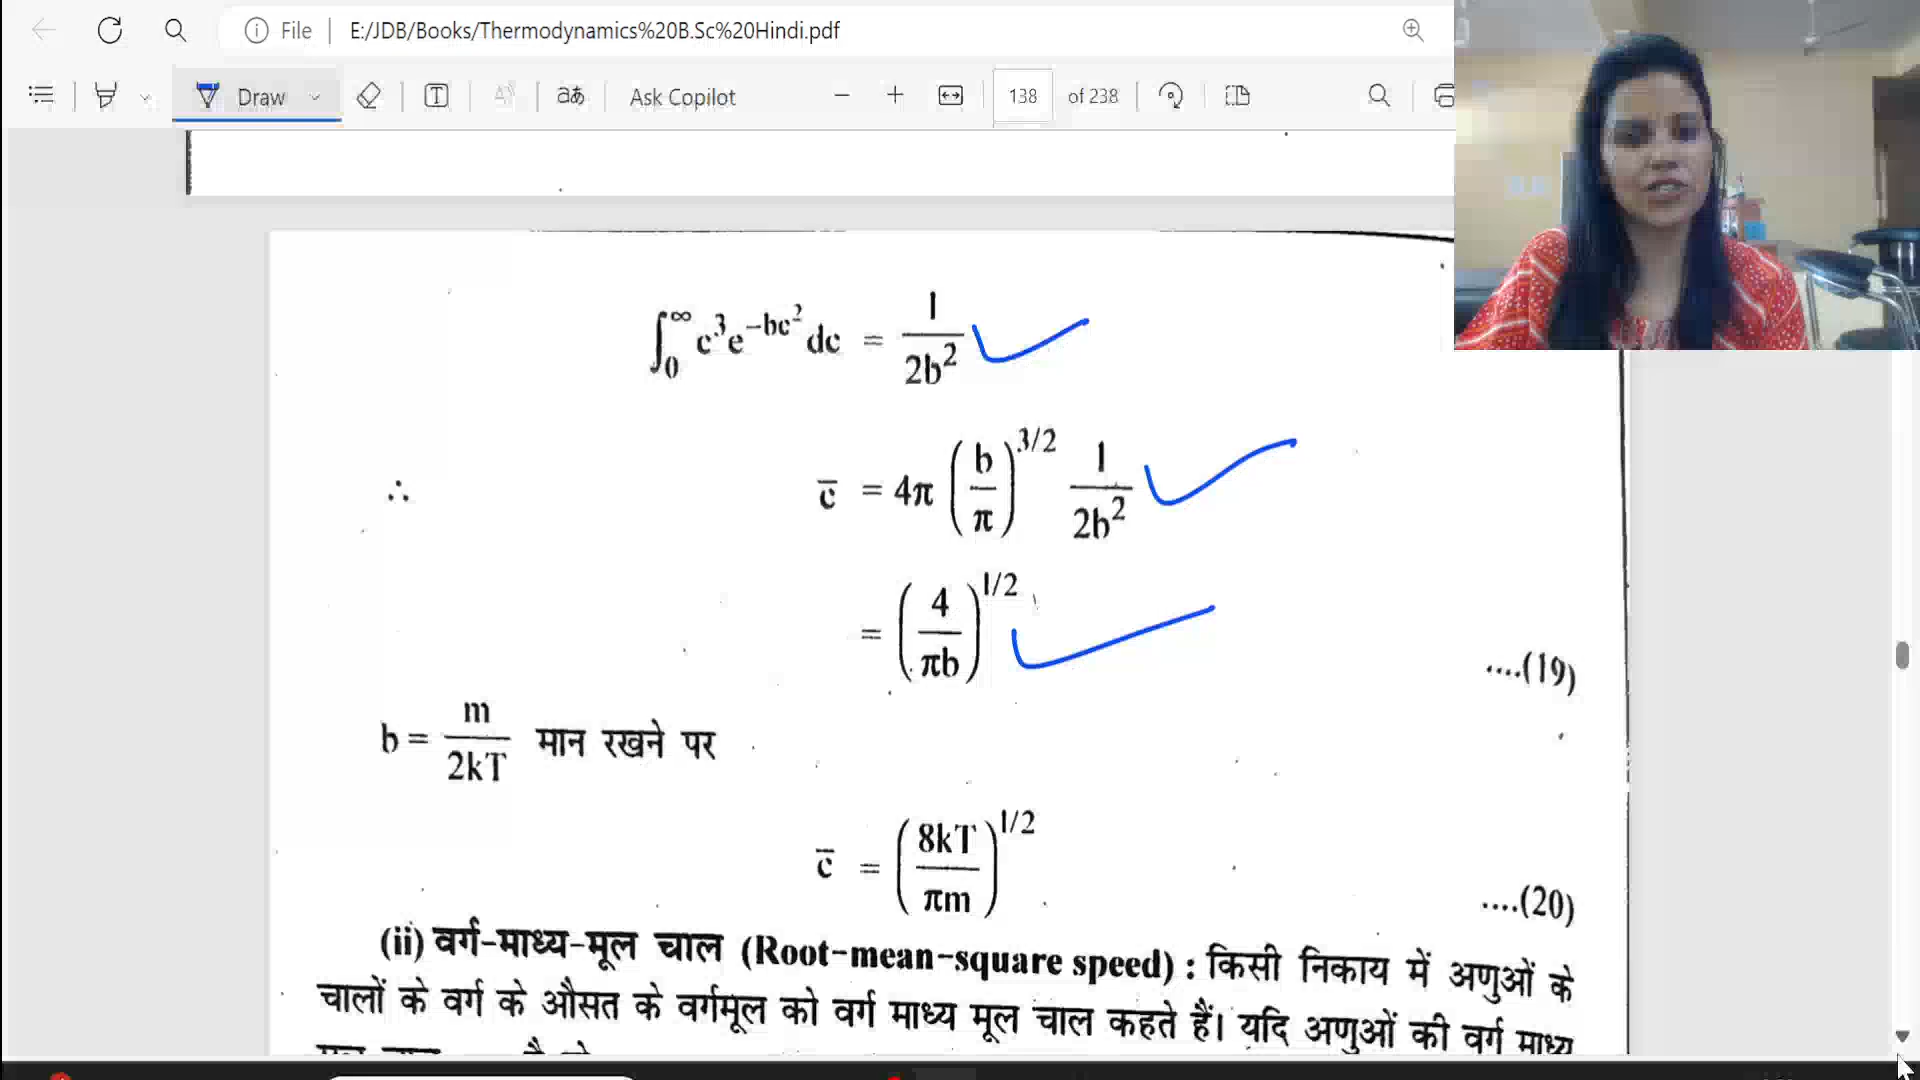 File | E:/JDB/Books/Thermodynamics%20B.Sc%20Hindi.pdf
Draw T aあ Ask Copilot − + 138 of 238
∫₀^∞ c³e^(−bc²) dc = 1/2b²
∴ c̅ = 4π (b/π)^(3/2) 1/2b²
= (4/πb)^(1/2) ....(19)
b = m/2kT मान रखने पर
c̅ = (8kT/πm)^(1/2) ....(20)
(ii) वर्ग-माध्य-मूल चाल (Root-mean-square speed) : किसी निकाय में अणुओं के
चालों के वर्ग के औसत के वर्गमूल को वर्ग माध्य मूल चाल कहते हैं। यदि अणुओं की वर्ग माध्य